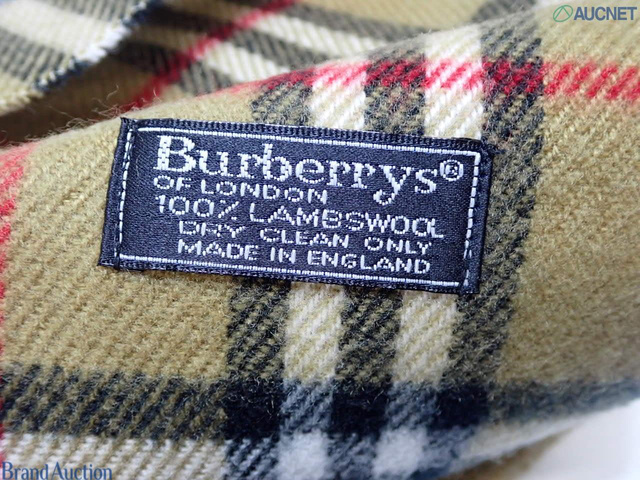 AUCNET
Burberrys®
OF LONDON
100% LAMBSWOOL
DRY CLEAN ONLY
MADE IN ENGLAND
Brand Auction